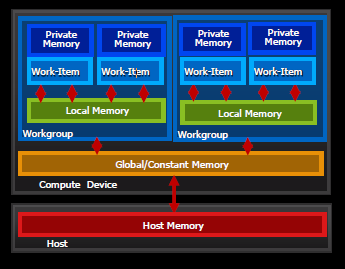 Private
Memory
Private
Memory
Private
Memory
Private
Memory
Work-Item
Work-Item
Work-Item
Work-Item
Local Memory
Local Memory
Workgroup
Workgroup
Global/Constant Memory
Compute Device
Host Memory
Host